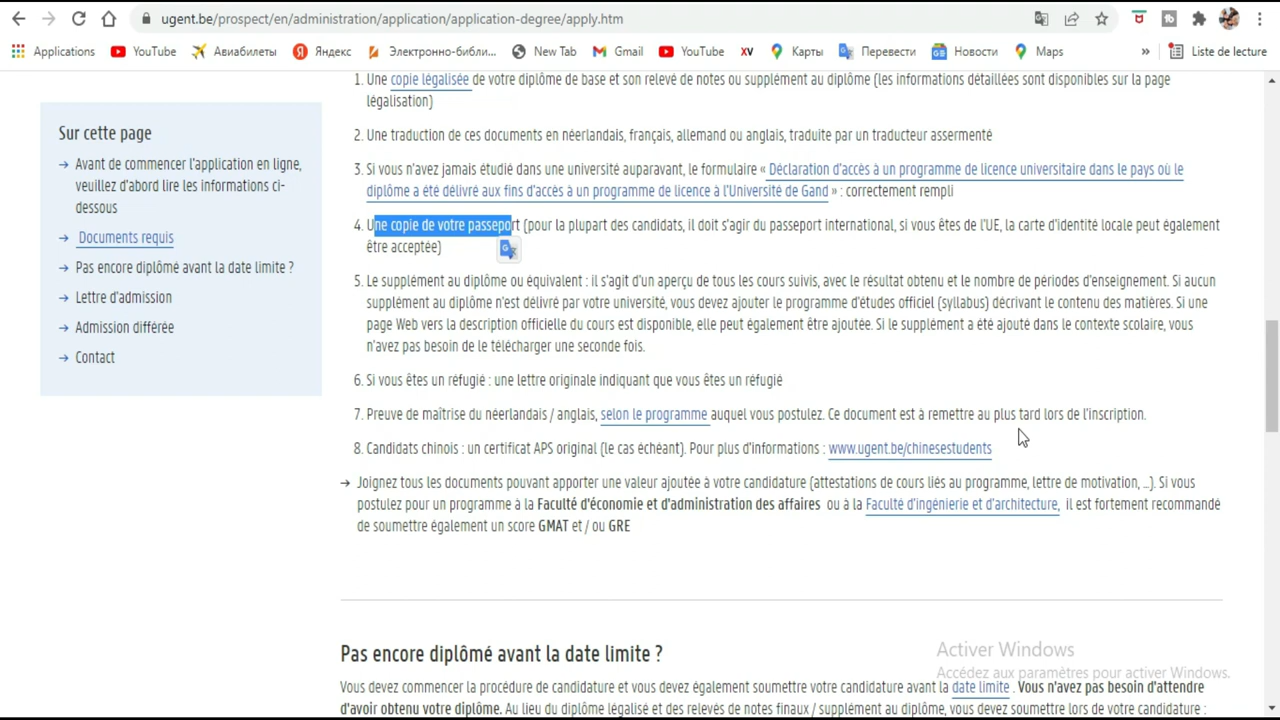 ugent.be/prospect/en/administration/application/application-degree/apply.htm
Applications YouTube Авиабилеты Яндекс Электронно-библи... New Tab Gmail YouTube XV Карты Перевести Новости Maps » Liste de lecture
Sur cette page
→ Avant de commencer l'application en ligne,
veuillez d'abord lire les informations ci-
dessous
→ Documents requis
→ Pas encore diplômé avant la date limite ?
→ Lettre d'admission
→ Admission différée
→ Contact
1. Une copie légalisée de votre diplôme de base et son relevé de notes ou supplément au diplôme (les informations détaillées sont disponibles sur la page
légalisation)
2. Une traduction de ces documents en néerlandais, français, allemand ou anglais, traduite par un traducteur assermenté
3. Si vous n'avez jamais étudié dans une université auparavant, le formulaire « Déclaration d'accès à un programme de licence universitaire dans le pays où le
diplôme a été délivré aux fins d'accès à un programme de licence à l'Université de Gand » : correctement rempli
4. Une copie de votre passeport (pour la plupart des candidats, il doit s'agir du passeport international, si vous êtes de l'UE, la carte d'identité locale peut également
être acceptée)
5. Le supplément au diplôme ou équivalent : il s'agit d'un aperçu de tous les cours suivis, avec le résultat obtenu et le nombre de périodes d'enseignement. Si aucun
supplément au diplôme n'est délivré par votre université, vous devez ajouter le programme d'études officiel (syllabus) décrivant le contenu des matières. Si une
page Web vers la description officielle du cours est disponible, elle peut également être ajoutée. Si le supplément a été ajouté dans le contexte scolaire, vous
n'avez pas besoin de le télécharger une seconde fois.
6. Si vous êtes un réfugié : une lettre originale indiquant que vous êtes un réfugié
7. Preuve de maîtrise du néerlandais / anglais, selon le programme auquel vous postulez. Ce document est à remettre au plus tard lors de l'inscription.
8. Candidats chinois : un certificat APS original (le cas échéant). Pour plus d'informations : www.ugent.be/chinesestudents
→ Joignez tous les documents pouvant apporter une valeur ajoutée à votre candidature (attestations de cours liés au programme, lettre de motivation, ...). Si vous
postulez pour un programme à la Faculté d'économie et d'administration des affaires ou à la Faculté d'ingénierie et d'architecture, il est fortement recommandé
de soumettre également un score GMAT et / ou GRE
Pas encore diplômé avant la date limite ?
Vous devez commencer la procédure de candidature et vous devez également soumettre votre candidature avant la date limite . Vous n'avez pas besoin d'attendre
d'avoir obtenu votre diplôme. Au lieu du diplôme légalisé et des relevés de notes finaux / supplément au diplôme, vous devez soumettre lors de votre candidature :
Activer Windows
Accédez aux paramètres pour activer Windows.